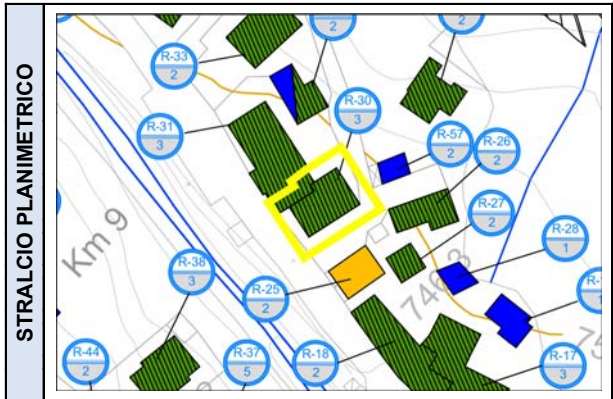 STRALCIO PLANIMETRICO
R-33
2
2
2
R-30
3
R-31
3
R-57
2
R-26
2
R-27
2
R-28
1
Km 9
R-38
3
R-25
2
R-44
2
R-37
5
R-18
2
R-17
3